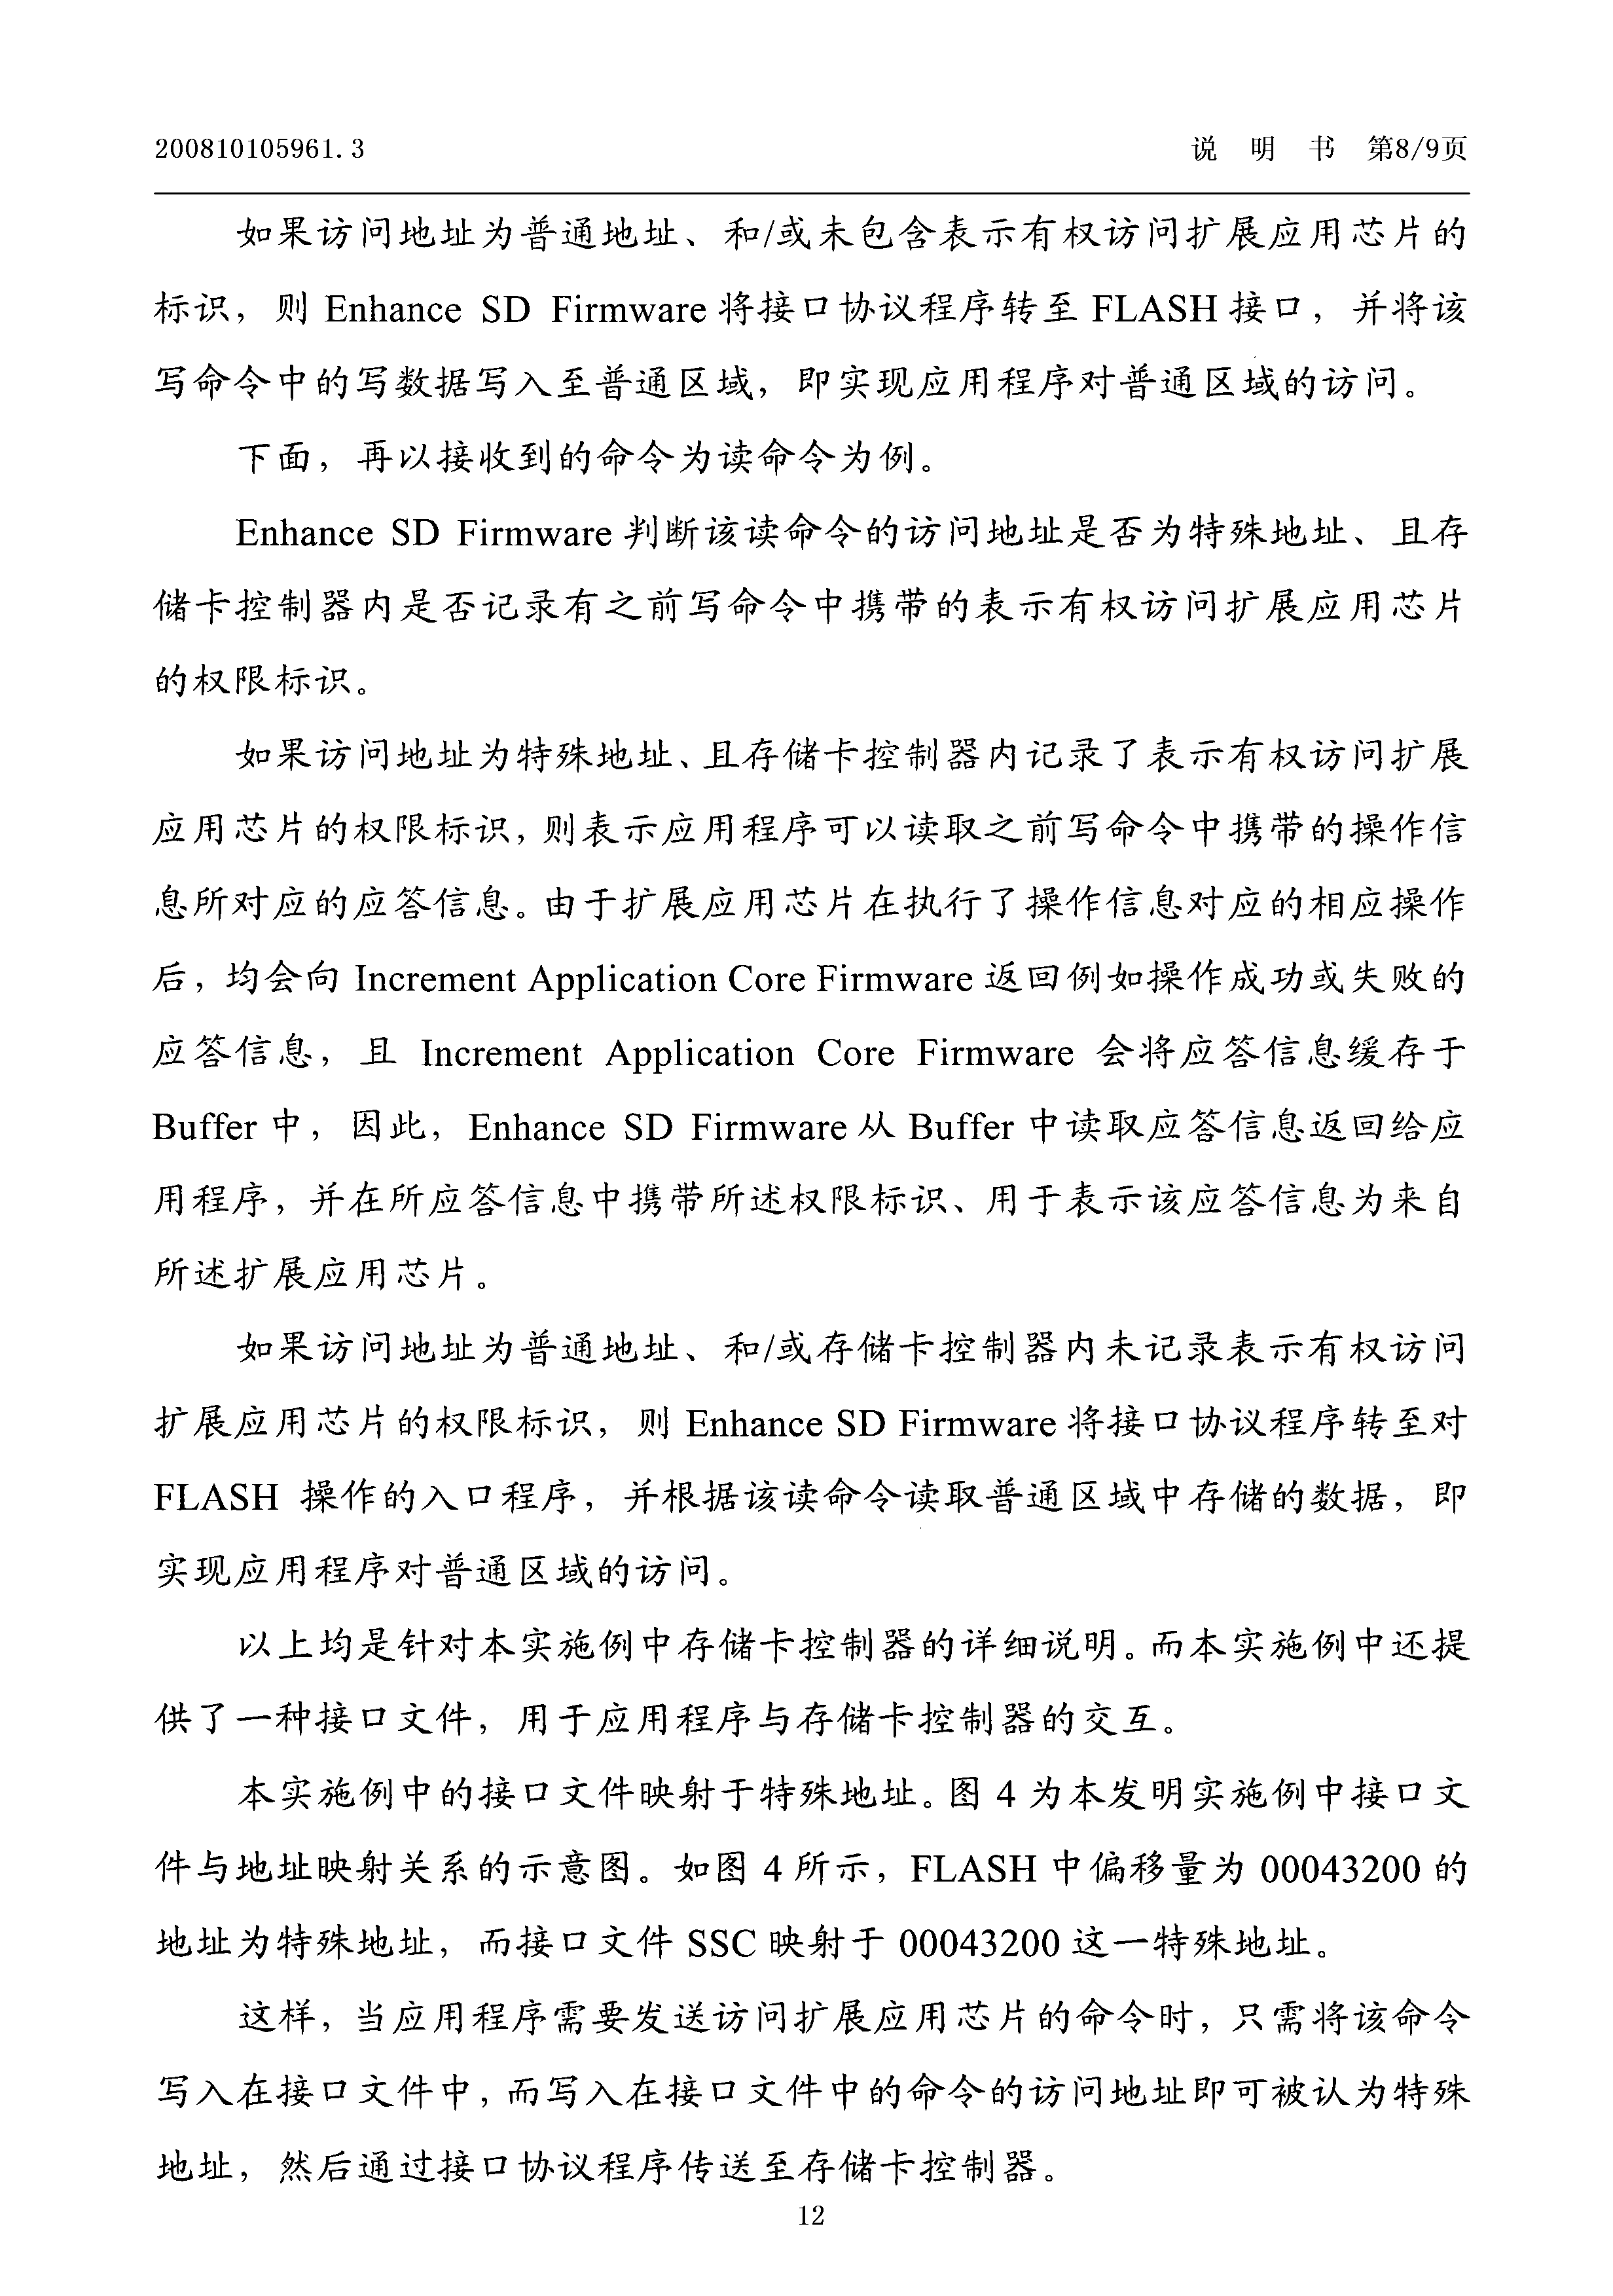 200810105961.3
说 明 书 第8/9页
如果访问地址为普通地址、和/或未包含表示有权访问扩展应用芯片的
标识，则 Enhance SD Firmware 将接口协议程序转至 FLASH 接口，并将该
写命令中的写数据写入至普通区域，即实现应用程序对普通区域的访问。
下面，再以接收到的命令为读命令为例。
Enhance SD Firmware 判断该读命令的访问地址是否为特殊地址、且存
储卡控制器内是否记录有之前写命令中携带的表示有权访问扩展应用芯片
的权限标识。
如果访问地址为特殊地址、且存储卡控制器内记录了表示有权访问扩展
应用芯片的权限标识，则表示应用程序可以读取之前写命令中携带的操作信
息所对应的应答信息。由于扩展应用芯片在执行了操作信息对应的相应操作
后，均会向 Increment Application Core Firmware 返回例如操作成功或失败的
应答信息，且 Increment Application Core Firmware 会将应答信息缓存于
Buffer 中，因此，Enhance SD Firmware 从 Buffer 中读取应答信息返回给应
用程序，并在所应答信息中携带所述权限标识、用于表示该应答信息为来自
所述扩展应用芯片。
如果访问地址为普通地址、和/或存储卡控制器内未记录表示有权访问
扩展应用芯片的权限标识，则 Enhance SD Firmware 将接口协议程序转至对
FLASH 操作的入口程序，并根据该读命令读取普通区域中存储的数据，即
实现应用程序对普通区域的访问。
以上均是针对本实施例中存储卡控制器的详细说明。而本实施例中还提
供了一种接口文件，用于应用程序与存储卡控制器的交互。
本实施例中的接口文件映射于特殊地址。图 4 为本发明实施例中接口文
件与地址映射关系的示意图。如图 4 所示，FLASH 中偏移量为 00043200 的
地址为特殊地址，而接口文件 SSC 映射于 00043200 这一特殊地址。
这样，当应用程序需要发送访问扩展应用芯片的命令时，只需将该命令
写入在接口文件中，而写入在接口文件中的命令的访问地址即可被认为特殊
地址，然后通过接口协议程序传送至存储卡控制器。
12